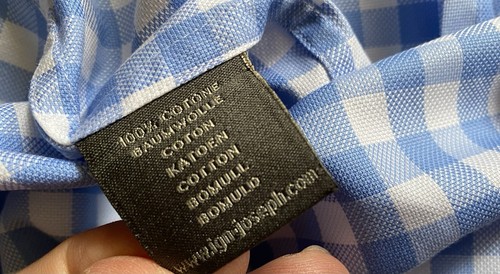 100% COTONE
BAUMWOLLE
COTON
KATOEN
COTTON
BOMULL
BOMULD